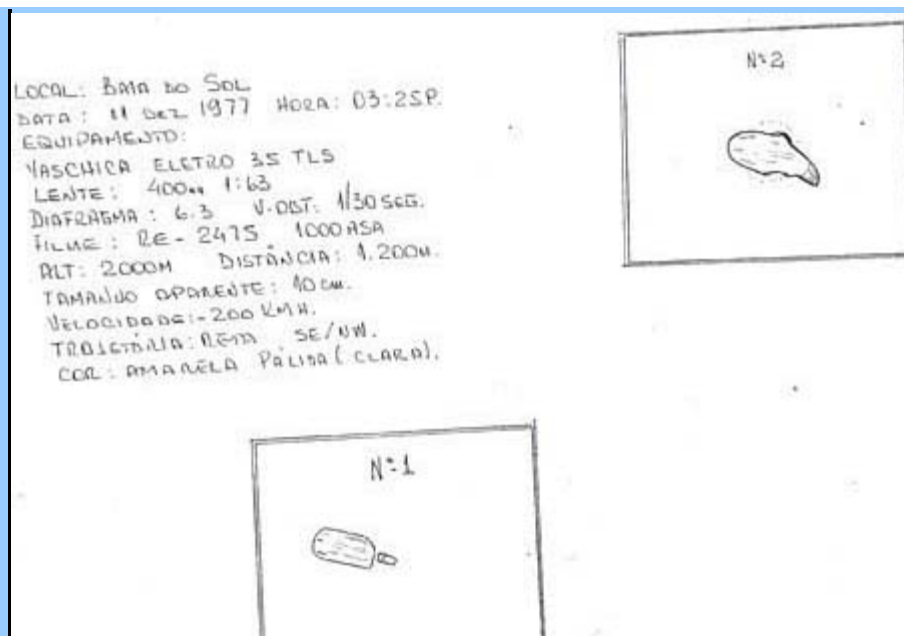 LOCAL: BAIA DO SOL
DATA: 11 DEZ 1977 HORA: 03:25P.
EQUIPAMENTO:
YASCHICA ELETRO 35 TLS
LENTE: 400mm 1:63
DIAFRAGMA: 6.3 V-OBT: 1/30 SEG.
FILME: RE-2475 1000 ASA
ALT: 2000M DISTÂNCIA: 1.200M.
TAMANHO APARENTE: 10 cm.
VELOCIDADE:-200 KMH.
TRAJETÓRIA: RETA SE/NW.
COR: AMARELA PÁLIDA (CLARA).
Nº2
Nº1